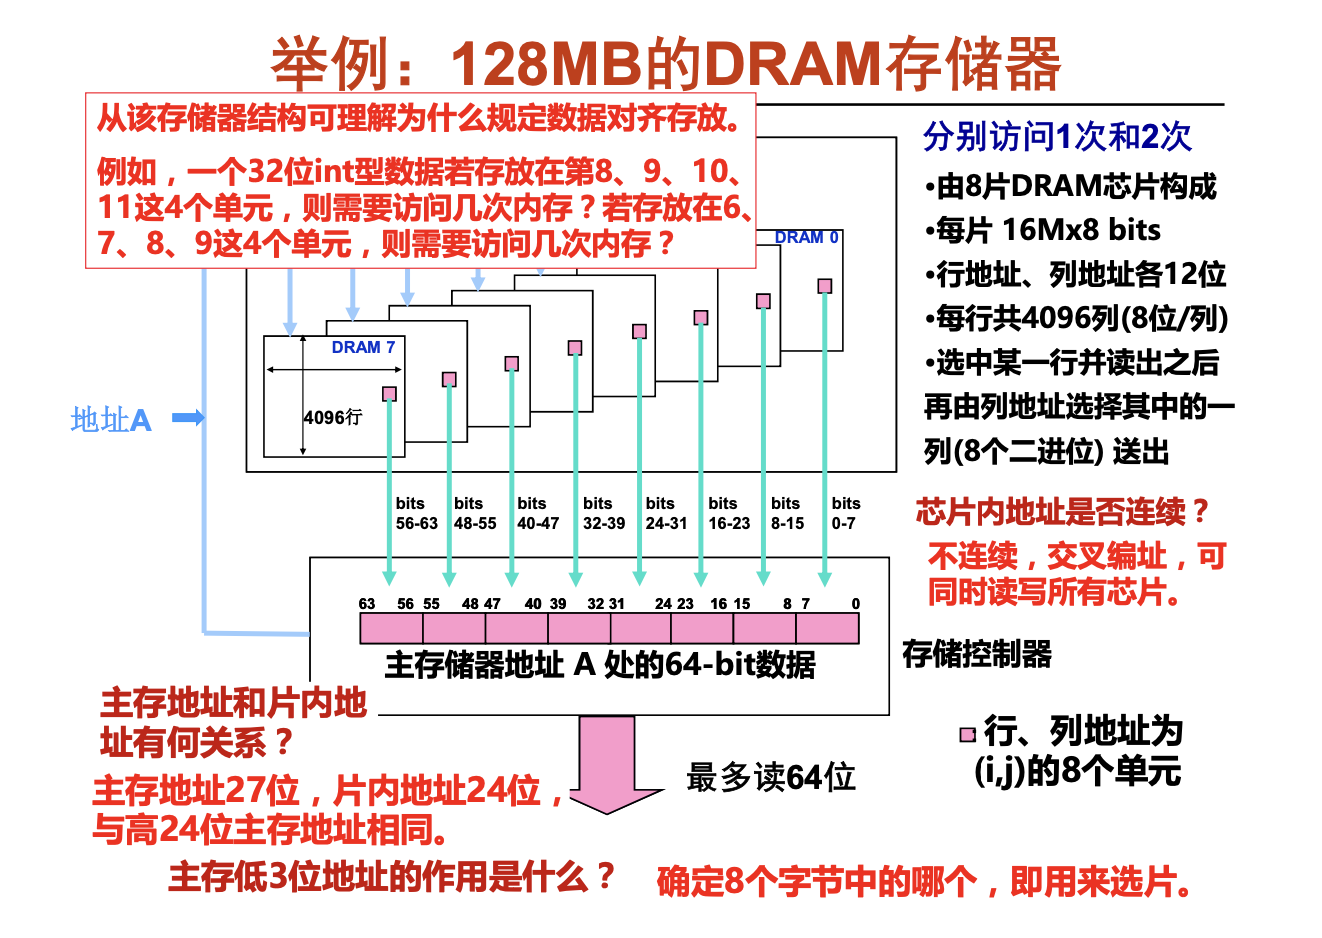 举例：128MB的DRAM存储器
从该存储器结构可理解为什么规定数据对齐存放。
例如，一个32位int型数据若存放在第8、9、10、
11这4个单元，则需要访问几次内存？若存放在6、
7、8、9这4个单元，则需要访问几次内存？
分别访问1次和2次
•由8片DRAM芯片构成
•每片 16Mx8 bits
•行地址、列地址各12位
•每行共4096列(8位/列)
•选中某一行并读出之后
再由列地址选择其中的一
列(8个二进位) 送出
DRAM 0
DRAM 7
4096行
地址A
bits
56-63
bits
48-55
bits
40-47
bits
32-39
bits
24-31
bits
16-23
bits
8-15
bits
0-7
芯片内地址是否连续？
不连续，交叉编址，可
同时读写所有芯片。
63 56 55 48 47 40 39 32 31 24 23 16 15 8 7 0
主存储器地址 A 处的64-bit数据
存储控制器
主存地址和片内地
址有何关系？
主存地址27位，片内地址24位，
与高24位主存地址相同。
最多读64位
行、列地址为
(i,j)的8个单元
主存低3位地址的作用是什么？
确定8个字节中的哪个，即用来选片。